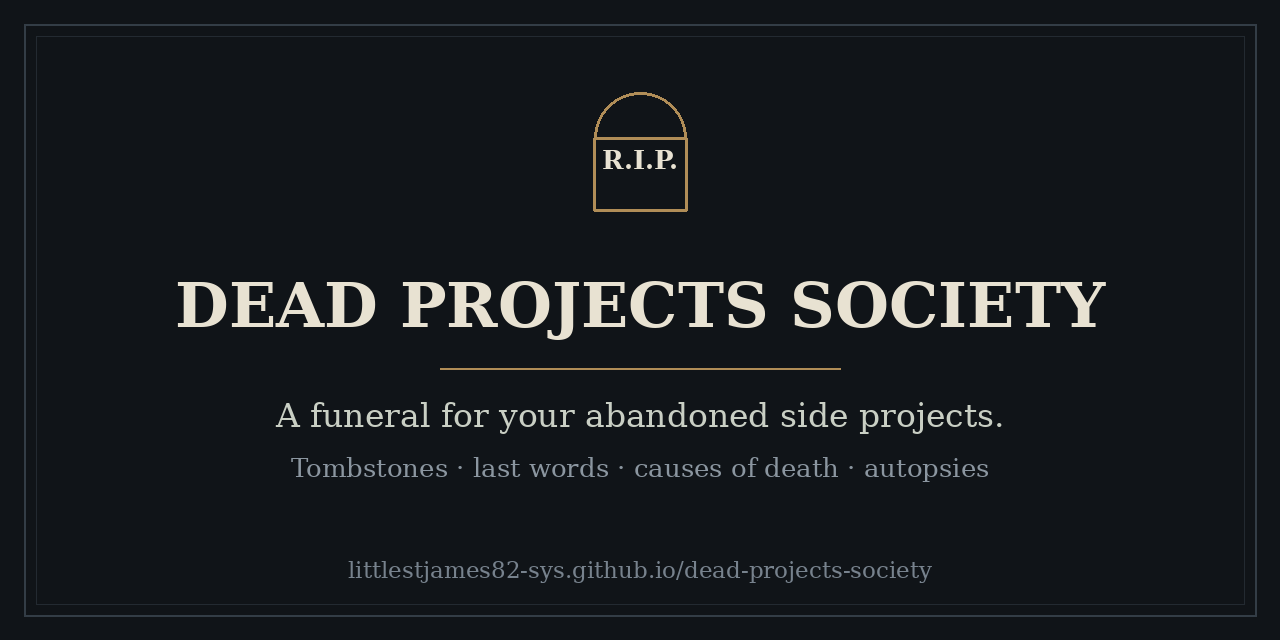 R.I.P.
DEAD PROJECTS SOCIETY
A funeral for your abandoned side projects.
Tombstones · last words · causes of death · autopsies
littlestjames82-sys.github.io/dead-projects-society